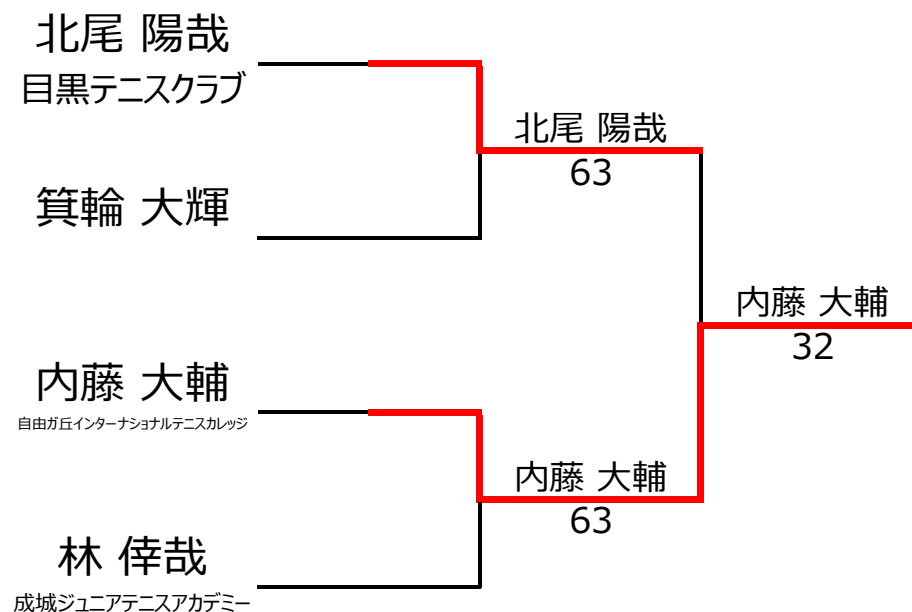 北尾 陽哉
目黒テニスクラブ
箕輪 大輝
内藤 大輔
自由ガ丘インターナショナルテニスカレッジ
林 倖哉
成城ジュニアテニスアカデミー
北尾 陽哉
63
内藤 大輔
63
内藤 大輔
32